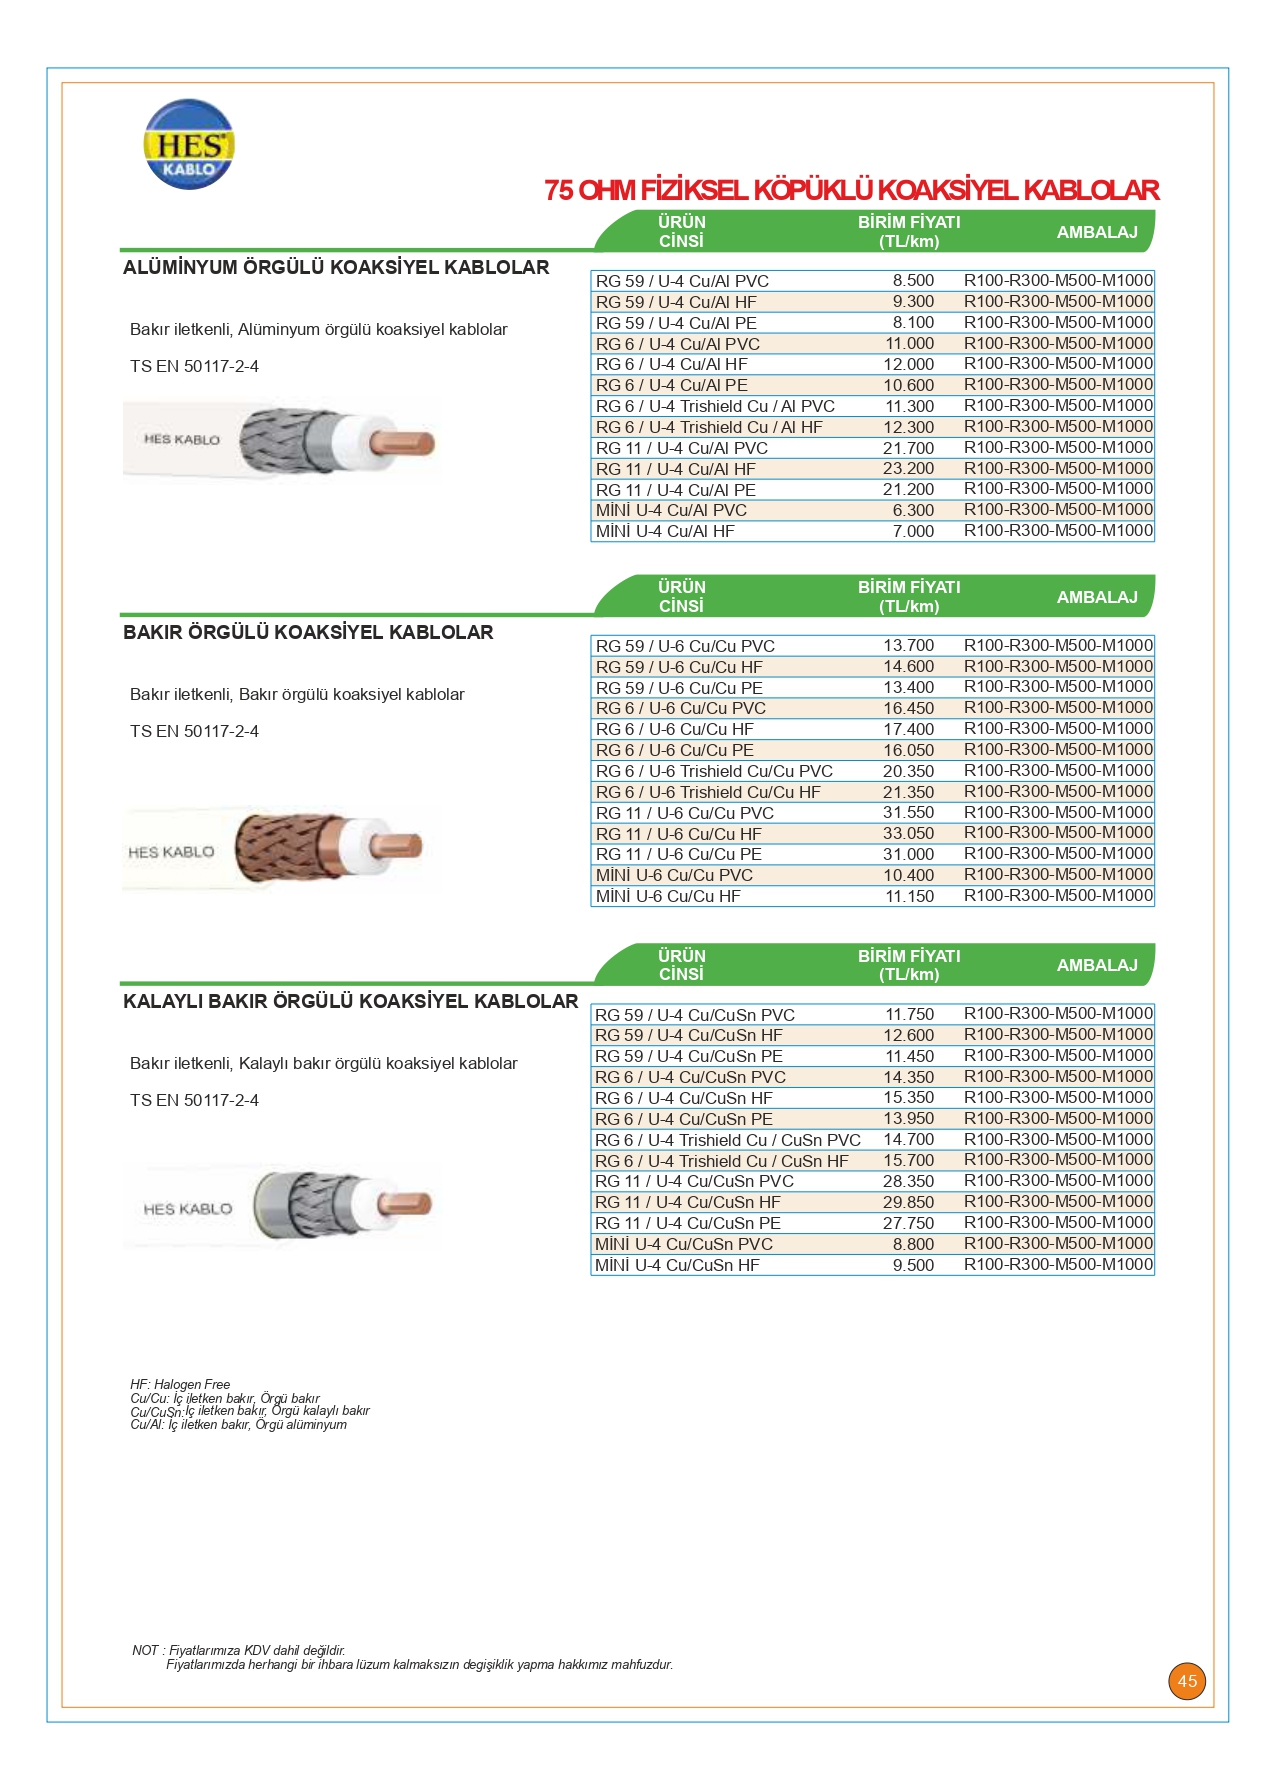 HES
KABLO
75 OHM FİZİKSEL KÖPÜKLÜ KOAKSİYEL KABLOLAR
ÜRÜN CİNSİ BİRİM FİYATI (TL/km) AMBALAJ
ALÜMİNYUM ÖRGÜLÜ KOAKSİYEL KABLOLAR
Bakır iletkenli, Alüminyum örgülü koaksiyel kablolar
TS EN 50117-2-4
HES KABLO
RG 59 / U-4 Cu/Al PVC 8.500 R100-R300-M500-M1000
RG 59 / U-4 Cu/Al HF 9.300 R100-R300-M500-M1000
RG 59 / U-4 Cu/Al PE 8.100 R100-R300-M500-M1000
RG 6 / U-4 Cu/Al PVC 11.000 R100-R300-M500-M1000
RG 6 / U-4 Cu/Al HF 12.000 R100-R300-M500-M1000
RG 6 / U-4 Cu/Al PE 10.600 R100-R300-M500-M1000
RG 6 / U-4 Trishield Cu / Al PVC 11.300 R100-R300-M500-M1000
RG 6 / U-4 Trishield Cu / Al HF 12.300 R100-R300-M500-M1000
RG 11 / U-4 Cu/Al PVC 21.700 R100-R300-M500-M1000
RG 11 / U-4 Cu/Al HF 23.200 R100-R300-M500-M1000
RG 11 / U-4 Cu/Al PE 21.200 R100-R300-M500-M1000
MİNİ U-4 Cu/Al PVC 6.300 R100-R300-M500-M1000
MİNİ U-4 Cu/Al HF 7.000 R100-R300-M500-M1000
ÜRÜN CİNSİ BİRİM FİYATI (TL/km) AMBALAJ
BAKIR ÖRGÜLÜ KOAKSİYEL KABLOLAR
Bakır iletkenli, Bakır örgülü koaksiyel kablolar
TS EN 50117-2-4
HES KABLO
RG 59 / U-6 Cu/Cu PVC 13.700 R100-R300-M500-M1000
RG 59 / U-6 Cu/Cu HF 14.600 R100-R300-M500-M1000
RG 59 / U-6 Cu/Cu PE 13.400 R100-R300-M500-M1000
RG 6 / U-6 Cu/Cu PVC 16.450 R100-R300-M500-M1000
RG 6 / U-6 Cu/Cu HF 17.400 R100-R300-M500-M1000
RG 6 / U-6 Cu/Cu PE 16.050 R100-R300-M500-M1000
RG 6 / U-6 Trishield Cu/Cu PVC 20.350 R100-R300-M500-M1000
RG 6 / U-6 Trishield Cu/Cu HF 21.350 R100-R300-M500-M1000
RG 11 / U-6 Cu/Cu PVC 31.550 R100-R300-M500-M1000
RG 11 / U-6 Cu/Cu HF 33.050 R100-R300-M500-M1000
RG 11 / U-6 Cu/Cu PE 31.000 R100-R300-M500-M1000
MİNİ U-6 Cu/Cu PVC 10.400 R100-R300-M500-M1000
MİNİ U-6 Cu/Cu HF 11.150 R100-R300-M500-M1000
ÜRÜN CİNSİ BİRİM FİYATI (TL/km) AMBALAJ
KALAYLI BAKIR ÖRGÜLÜ KOAKSİYEL KABLOLAR
Bakır iletkenli, Kalaylı bakır örgülü koaksiyel kablolar
TS EN 50117-2-4
HES KABLO
RG 59 / U-4 Cu/CuSn PVC 11.750 R100-R300-M500-M1000
RG 59 / U-4 Cu/CuSn HF 12.600 R100-R300-M500-M1000
RG 59 / U-4 Cu/CuSn PE 11.450 R100-R300-M500-M1000
RG 6 / U-4 Cu/CuSn PVC 14.350 R100-R300-M500-M1000
RG 6 / U-4 Cu/CuSn HF 15.350 R100-R300-M500-M1000
RG 6 / U-4 Cu/CuSn PE 13.950 R100-R300-M500-M1000
RG 6 / U-4 Trishield Cu / CuSn PVC 14.700 R100-R300-M500-M1000
RG 6 / U-4 Trishield Cu / CuSn HF 15.700 R100-R300-M500-M1000
RG 11 / U-4 Cu/CuSn PVC 28.350 R100-R300-M500-M1000
RG 11 / U-4 Cu/CuSn HF 29.850 R100-R300-M500-M1000
RG 11 / U-4 Cu/CuSn PE 27.750 R100-R300-M500-M1000
MİNİ U-4 Cu/CuSn PVC 8.800 R100-R300-M500-M1000
MİNİ U-4 Cu/CuSn HF 9.500 R100-R300-M500-M1000
HF: Halogen Free
Cu/Cu: İç iletken bakır, Örgü bakır
Cu/CuSn:İç iletken bakır, Örgü kalaylı bakır
Cu/Al: İç iletken bakır, Örgü alüminyum
NOT : Fiyatlarımıza KDV dahil değildir.
Fiyatlarımızda herhangi bir ihbara lüzum kalmaksızın degişiklik yapma hakkımız mahfuzdur.
45